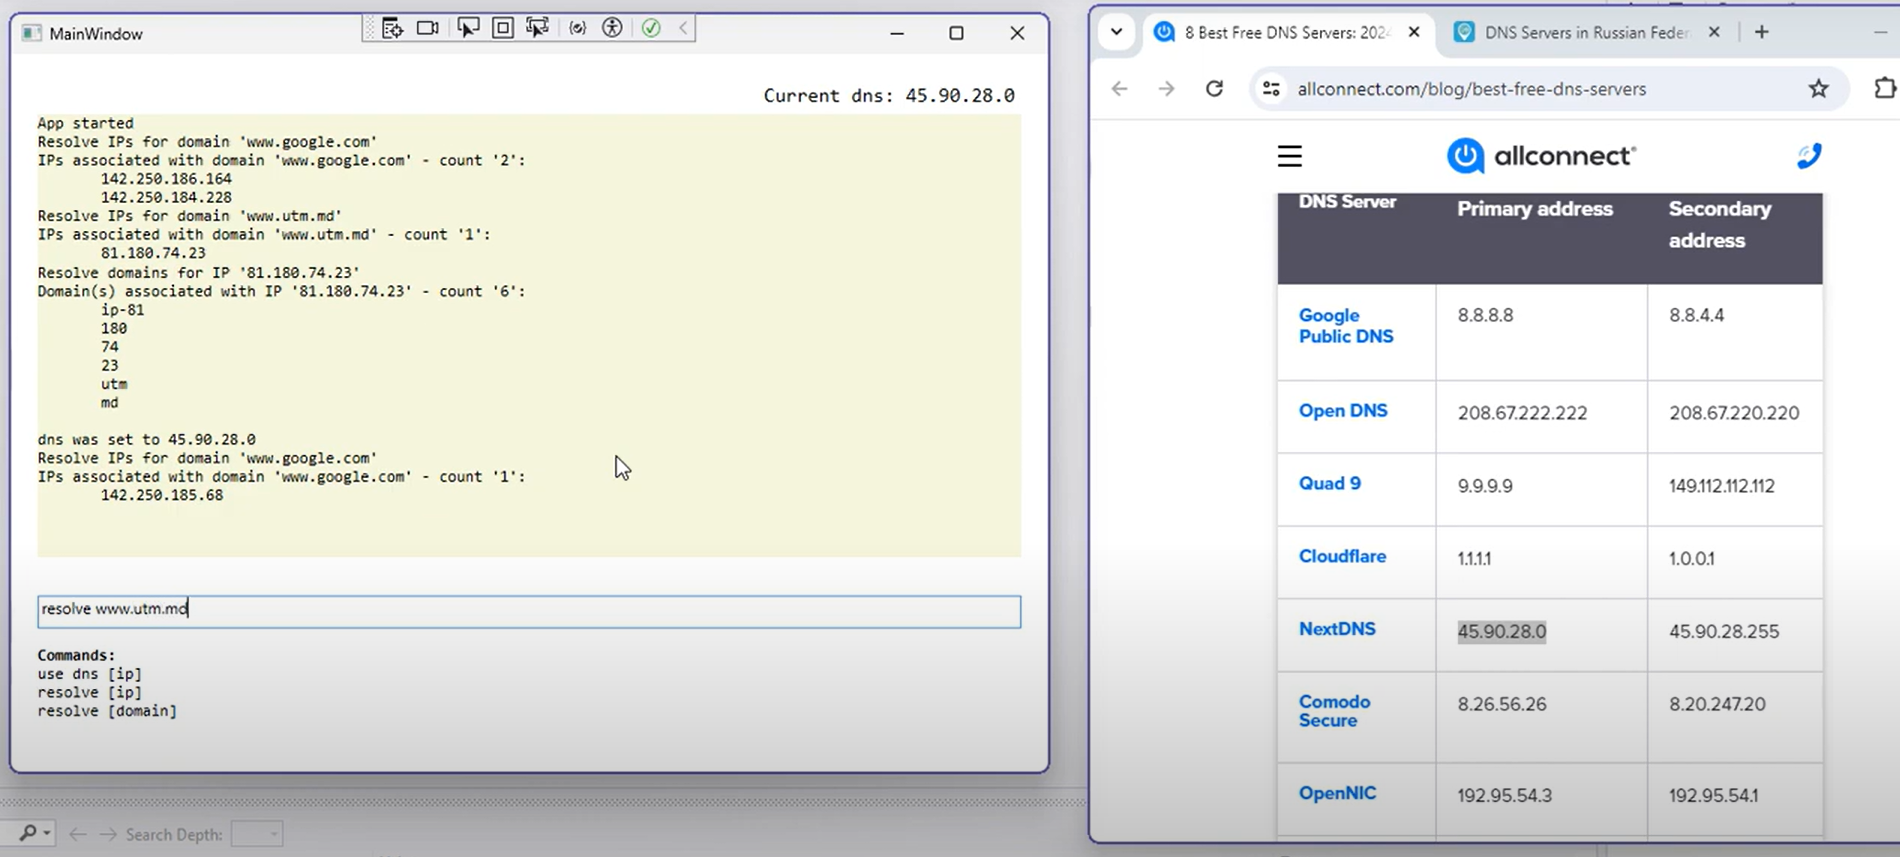 MainWindow
Current dns: 45.90.28.0
App started
Resolve IPs for domain 'www.google.com'
IPs associated with domain 'www.google.com' - count '2':
142.250.186.164
142.250.184.228
Resolve IPs for domain 'www.utm.md'
IPs associated with domain 'www.utm.md' - count '1':
81.180.74.23
Resolve domains for IP '81.180.74.23'
Domain(s) associated with IP '81.180.74.23' - count '6':
ip-81
180
74
23
utm
md
dns was set to 45.90.28.0
Resolve IPs for domain 'www.google.com'
IPs associated with domain 'www.google.com' - count '1':
142.250.185.68
resolve www.utm.md
Commands:
use dns [ip]
resolve [ip]
resolve [domain]
Search Depth:
8 Best Free DNS Servers: 202
DNS Servers in Russian Feder
allconnect.com/blog/best-free-dns-servers
allconnect®
DNS Server Primary address Secondary address
Google Public DNS 8.8.8.8 8.8.4.4
Open DNS 208.67.222.222 208.67.220.220
Quad 9 9.9.9.9 149.112.112.112
Cloudflare 1.1.1.1 1.0.0.1
NextDNS 45.90.28.0 45.90.28.255
Comodo Secure 8.26.56.26 8.20.247.20
OpenNIC 192.95.54.3 192.95.54.1